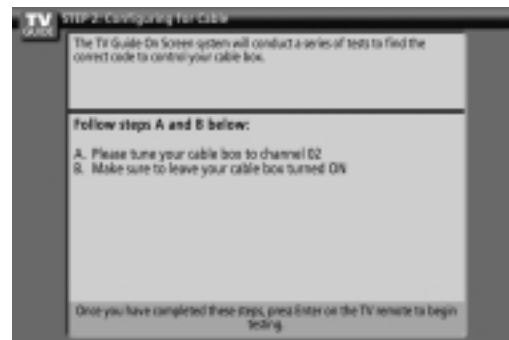 TV
GUIDE
STEP 2: Configuring for Cable
The TV Guide On Screen system will conduct a series of tests to find the
correct code to control your cable box.
Follow steps A and B below:
A. Please tune your cable box to channel 02
B. Make sure to leave your cable box turned ON
Once you have completed these steps, press Enter on the TV remote to begin
testing.